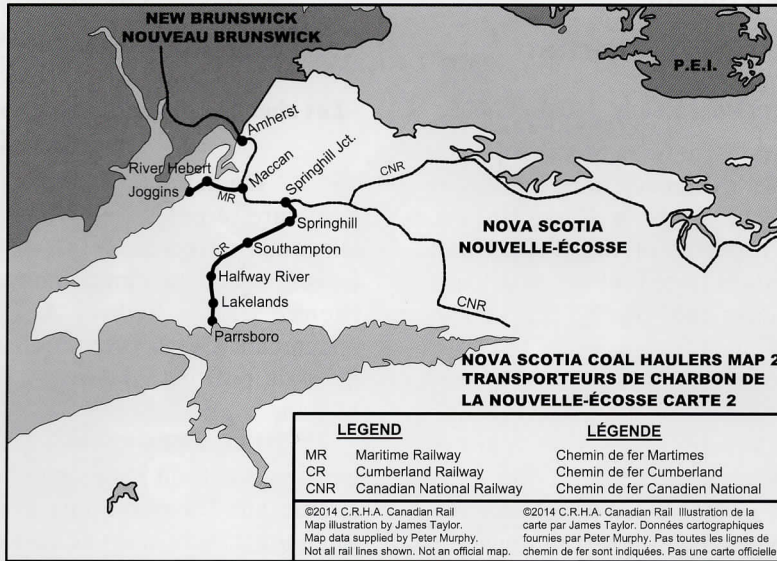 NEW BRUNSWICK
NOUVEAU BRUNSWICK
P.E.I.
Amherst
River Hebert
Joggins
MR
Maccan
Springhill Jct.
CNR
Springhill
NOVA SCOTIA
NOUVELLE-ÉCOSSE
CR
Southampton
Halfway River
Lakelands
CNR
Parrsboro
NOVA SCOTIA COAL HAULERS MAP 2
TRANSPORTEURS DE CHARBON DE
LA NOUVELLE-ÉCOSSE CARTE 2
LEGEND LÉGENDE
MR Maritime Railway Chemin de fer Martimes
CR Cumberland Railway Chemin de fer Cumberland
CNR Canadian National Railway Chemin de fer Canadien National
©2014 C.R.H.A. Canadian Rail
Map illustration by James Taylor.
Map data supplied by Peter Murphy.
Not all rail lines shown. Not an official map.
©2014 C.R.H.A. Canadian Rail Illustration de la
carte par James Taylor. Données cartographiques
fournies par Peter Murphy. Pas toutes les lignes de
chemin de fer sont indiquées. Pas une carte officielle